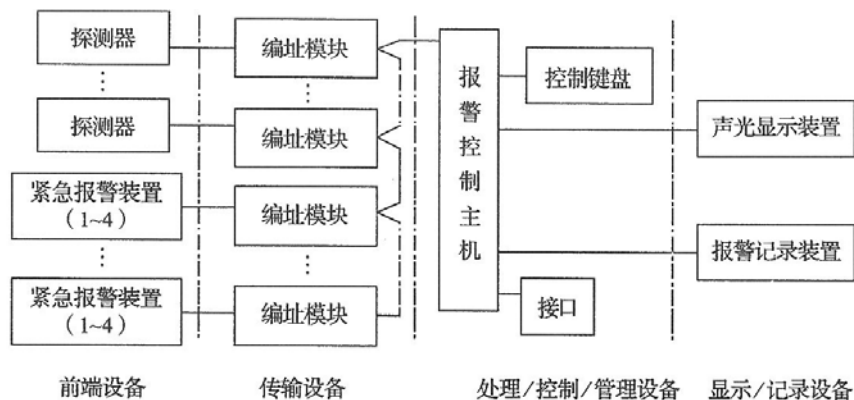 探测器
编址模块
探测器
编址模块
紧急报警装置
(1~4)
编址模块
紧急报警装置
(1~4)
编址模块
报警控制主机
控制键盘
接口
声光显示装置
报警记录装置
前端设备
传输设备
处理/控制/管理设备
显示/记录设备